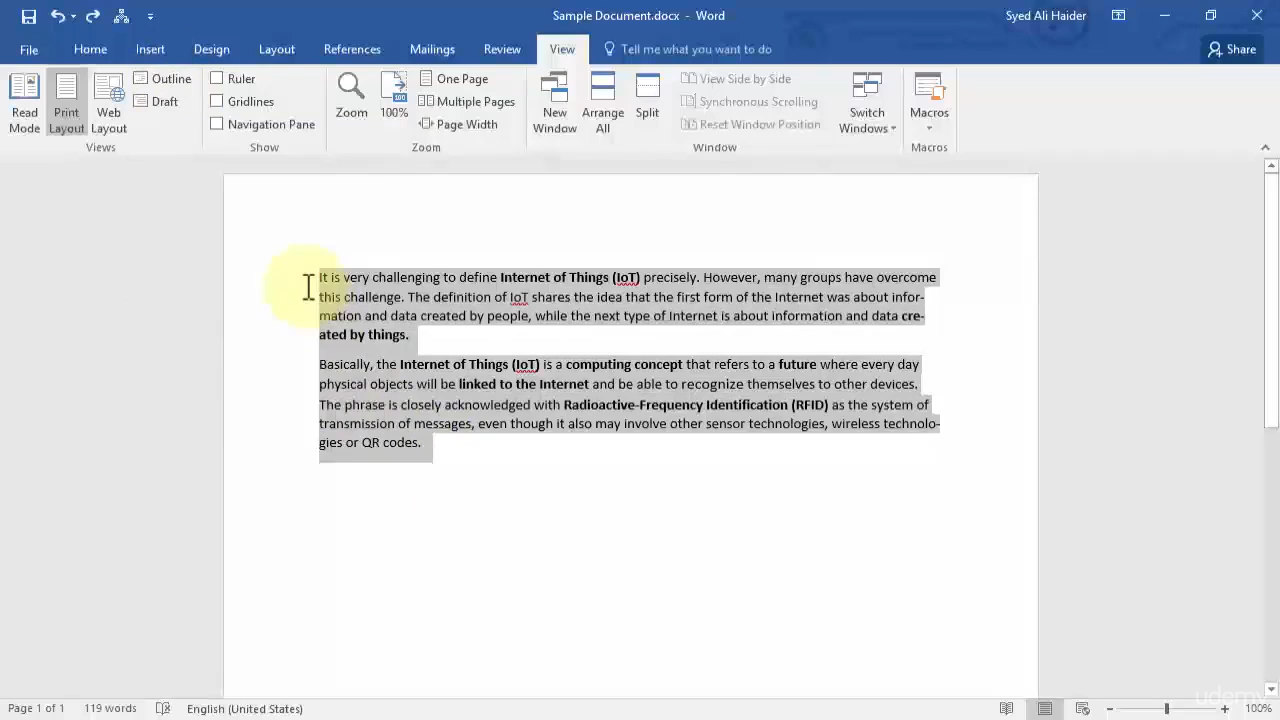 Sample Document.docx - Word
Syed Ali Haider
File Home Insert Design Layout References Mailings Review View Tell me what you want to do Share
Read Mode
Print Layout
Web Layout
Outline
Draft
Views
Ruler
Gridlines
Navigation Pane
Show
Zoom
100
100%
One Page
Multiple Pages
Page Width
Zoom
New Window
Arrange All
Split
View Side by Side
Synchronous Scrolling
Reset Window Position
Switch Windows
Window
Macros
Macros
It is very challenging to define Internet of Things (IoT) precisely. However, many groups have overcome
this challenge. The definition of IoT shares the idea that the first form of the Internet was about infor-
mation and data created by people, while the next type of Internet is about information and data cre-
ated by things.
Basically, the Internet of Things (IoT) is a computing concept that refers to a future where every day
physical objects will be linked to the Internet and be able to recognize themselves to other devices.
The phrase is closely acknowledged with Radioactive-Frequency Identification (RFID) as the system of
transmission of messages, even though it also may involve other sensor technologies, wireless technolo-
gies or QR codes.
udemy
Page 1 of 1 119 words English (United States) 100%